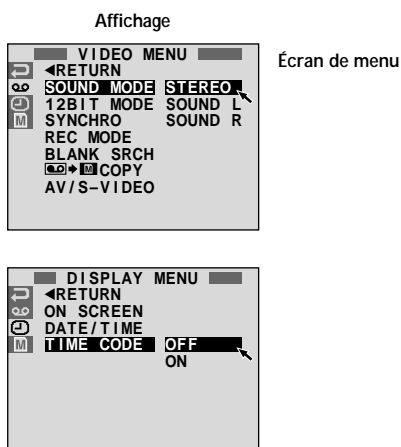 Affichage
VIDEO MENU
Écran de menu
◄RETURN
SOUND MODE STEREO
12BIT MODE SOUND L
SYNCHRO SOUND R
REC MODE
BLANK SRCH
➧M COPY
AV/S–VIDEO
M
DISPLAY MENU
◄RETURN
ON SCREEN
DATE/TIME
TIME CODE OFF
ON
M